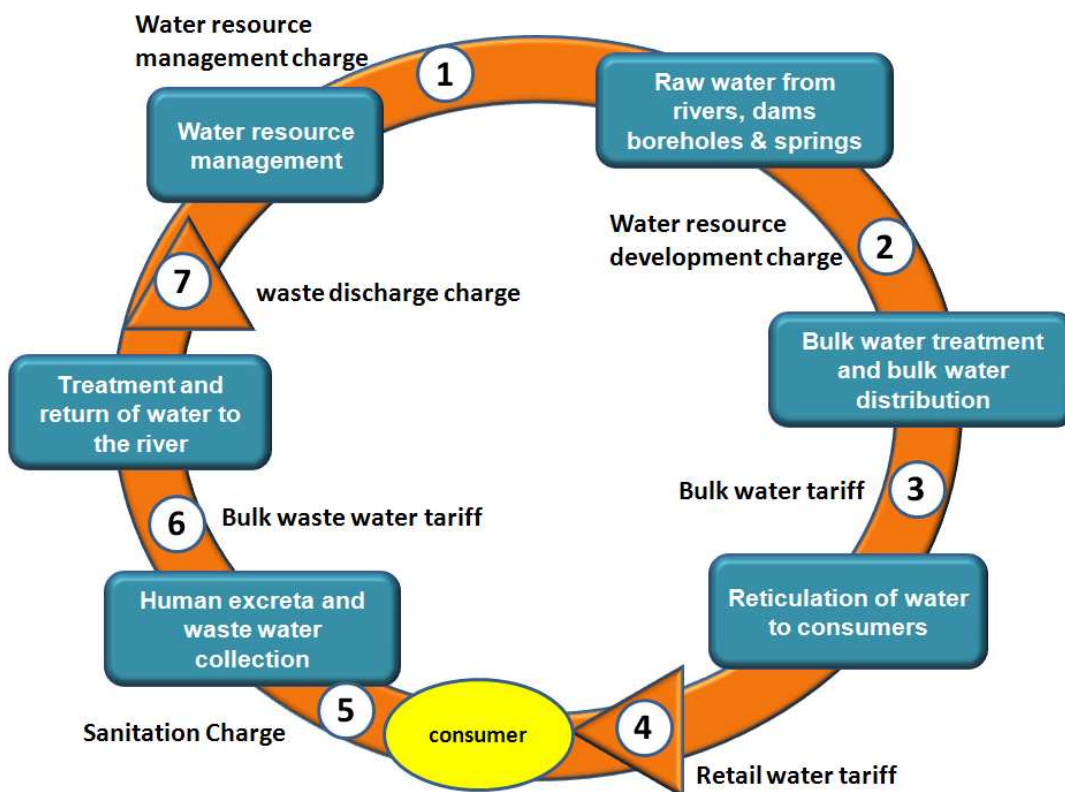 Water resource
management charge
1
Raw water from
rivers, dams
boreholes & springs
Water resource
management
Water resource
development charge
2
7
waste discharge charge
Bulk water treatment
and bulk water
distribution
Treatment and
return of water to
the river
Bulk water tariff
3
6
Bulk waste water tariff
Human excreta and
waste water
collection
Reticulation of water
to consumers
5
Sanitation Charge
consumer
4
Retail water tariff